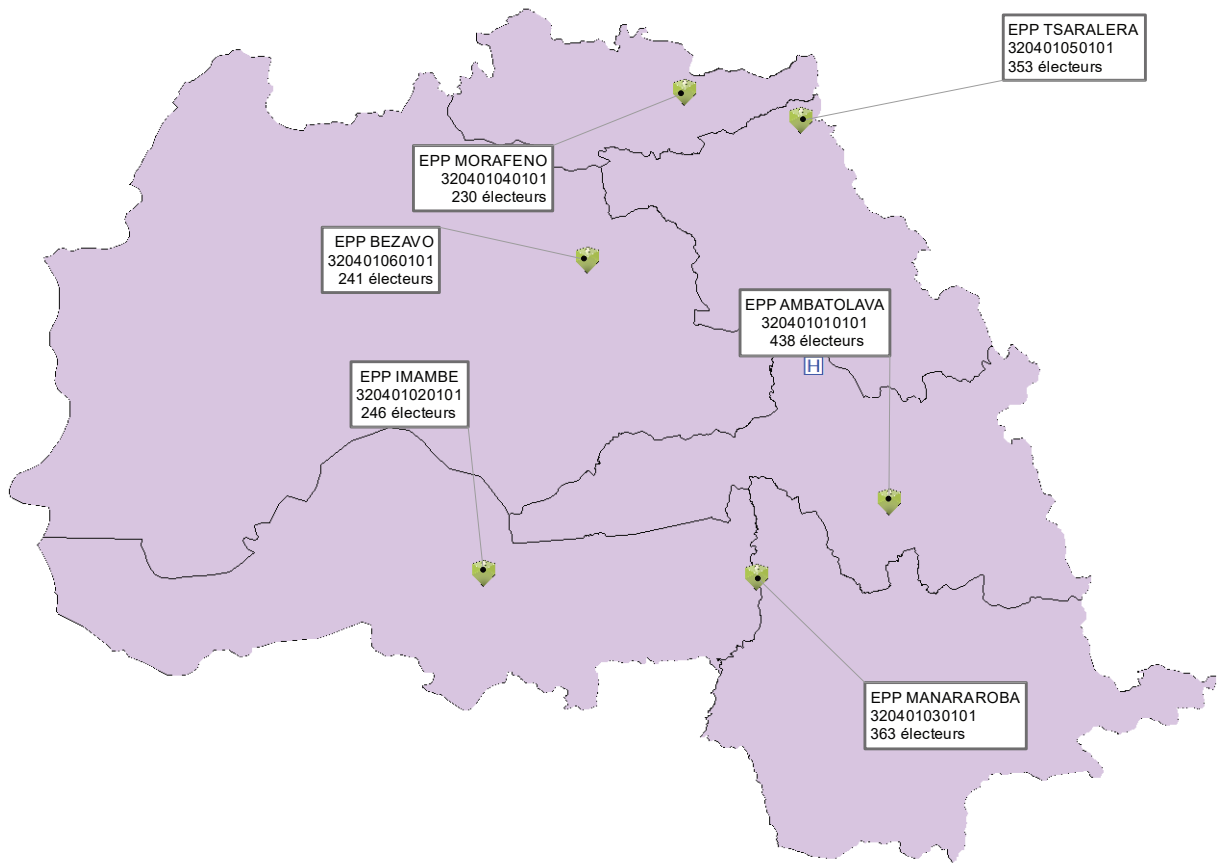 EPP TSARALERA
320401050101
353 électeurs
EPP MORAFENO
320401040101
230 électeurs
EPP BEZAVO
320401060101
241 électeurs
EPP AMBATOLAVA
320401010101
438 électeurs
H
EPP IMAMBE
320401020101
246 électeurs
EPP MANARAROBA
320401030101
363 électeurs